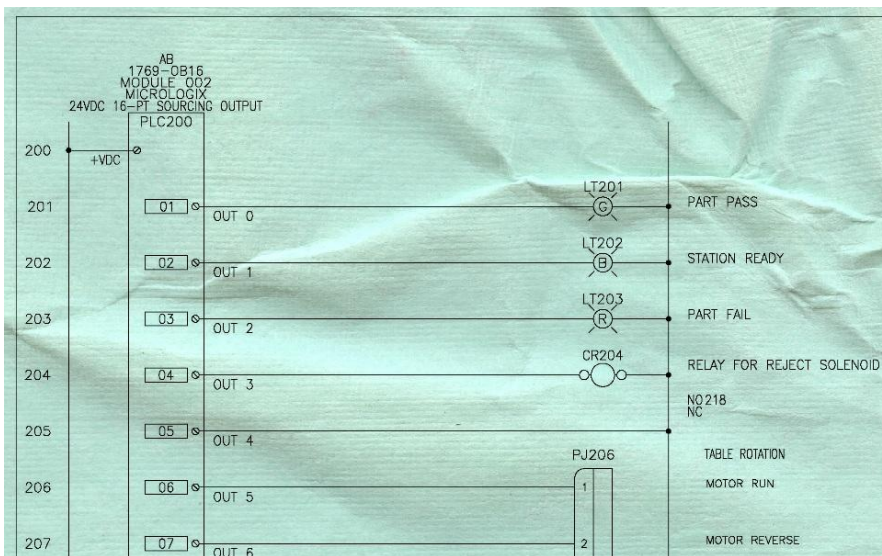 AB
1769-OB16
MODULE 002
MICROLOGIX
24VDC 16-PT SOURCING OUTPUT
PLC200
200
+VDC
LT201
201 01 G PART PASS
OUT 0
LT202
202 02 B STATION READY
OUT 1
LT203
203 03 R PART FAIL
OUT 2
CR204
204 04 RELAY FOR REJECT SOLENOID
OUT 3
NO218
NC
205 05
OUT 4
PJ206 TABLE ROTATION
206 06 1 MOTOR RUN
OUT 5
207 07 2 MOTOR REVERSE
OUT 6